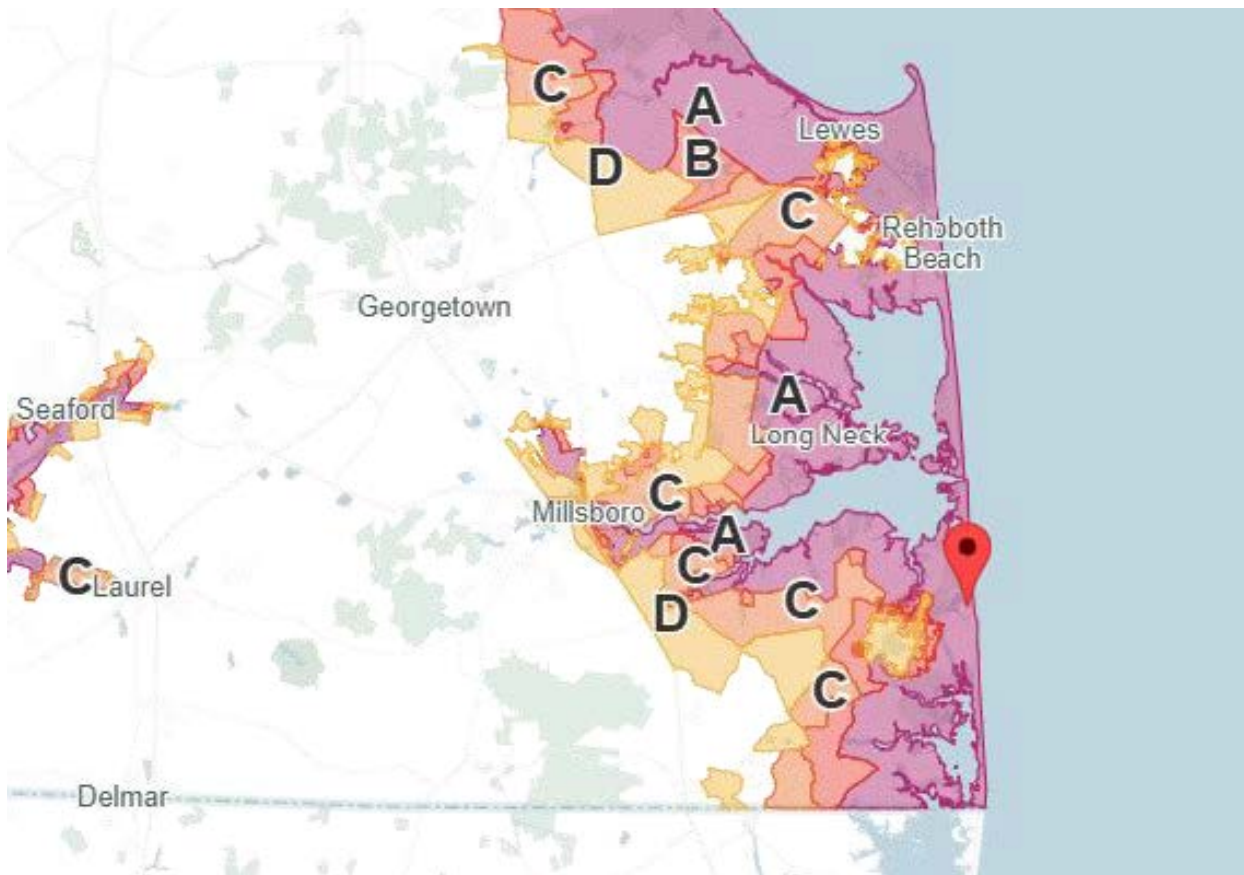 C
A
Lewes
D
B
C
Rehoboth
Beach
Georgetown
A
Seaford
Long Neck
C
Millsboro
A
C
C
Laurel
C
D
C
Delmar